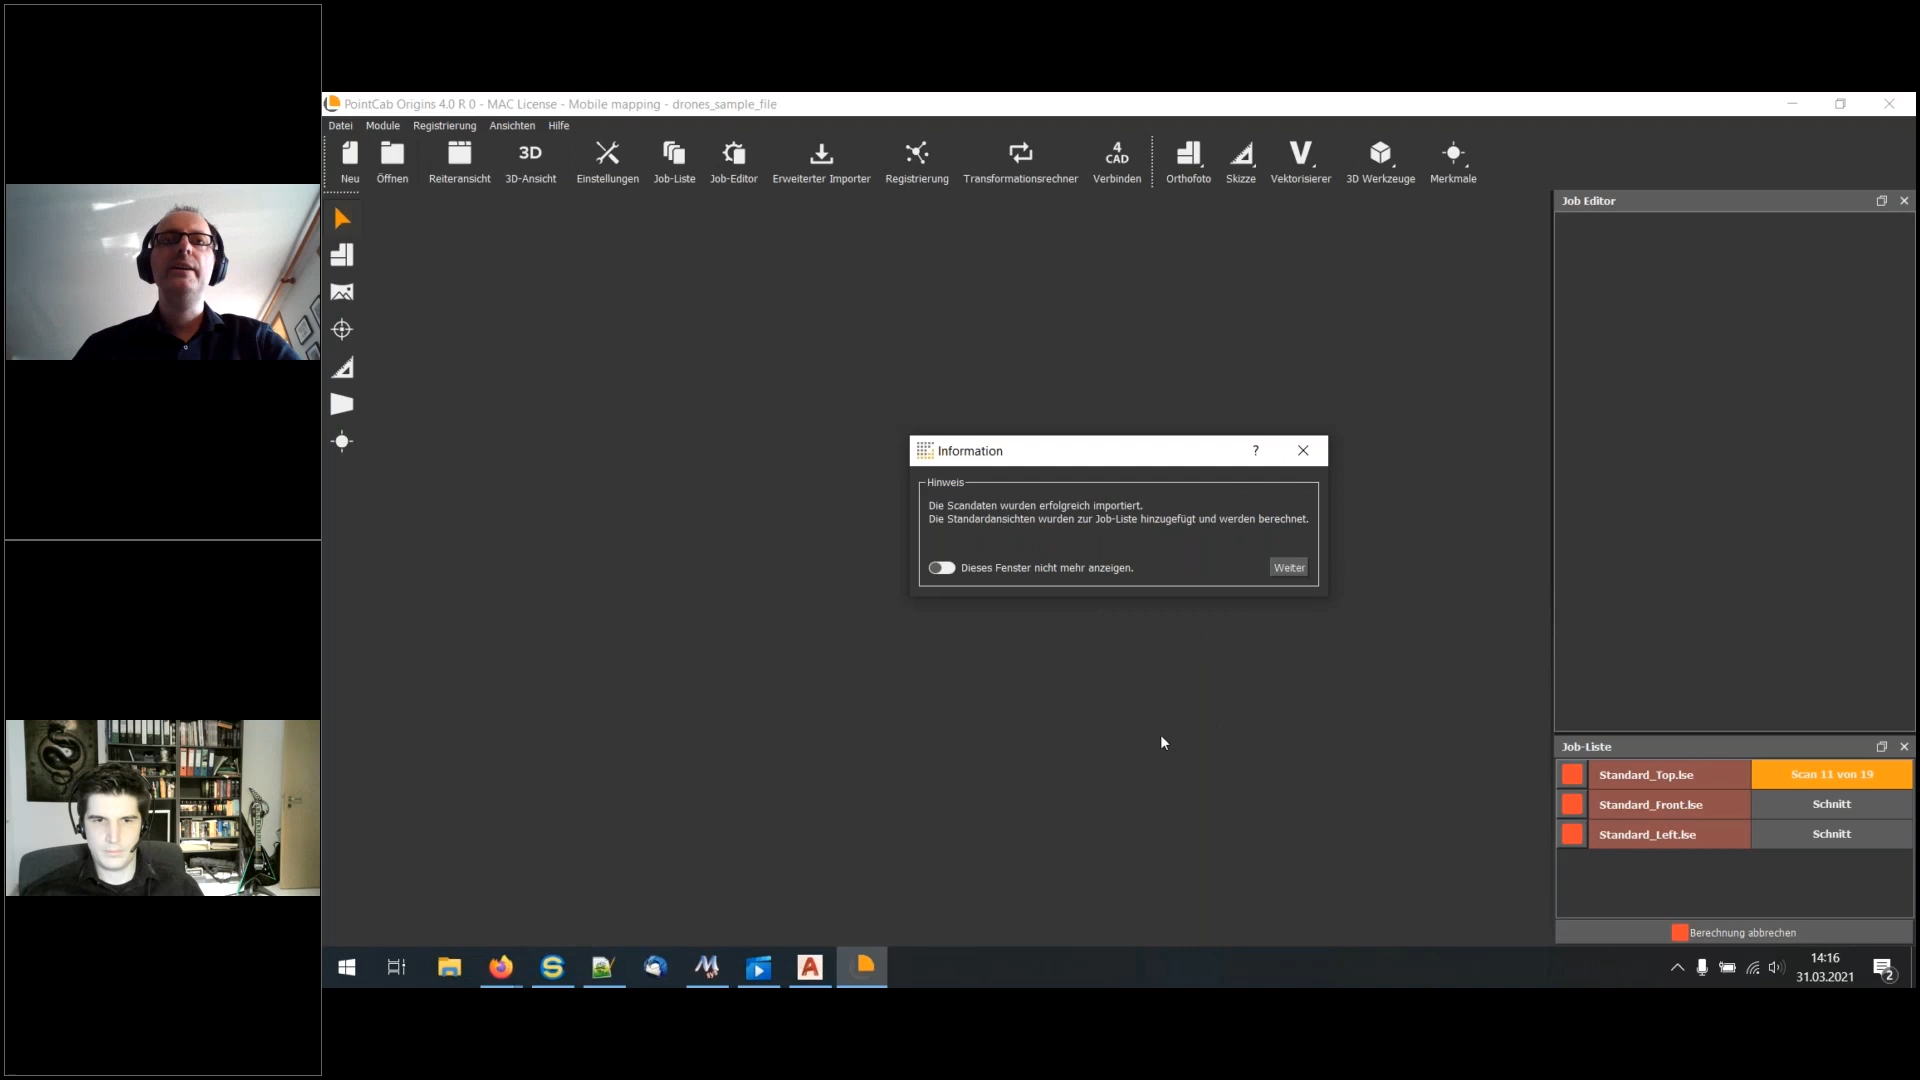 PointCab Origins 4.0 R 0 - MAC License - Mobile mapping - drones_sample_file
Datei Module Registrierung Ansichten Hilfe
3D
4
CAD
V
Neu Öffnen Reiteransicht 3D-Ansicht Einstellungen Job-Liste Job-Editor Erweiterter Importer Registrierung Transformationsrechner Verbinden Orthofoto Skizze Vektorisierer 3D Werkzeuge Merkmale
Job Editor
Information ?
Hinweis
Die Scandaten wurden erfolgreich importiert.
Die Standardansichten wurden zur Job-Liste hinzugefügt und werden berechnet.
Dieses Fenster nicht mehr anzeigen. Weiter
Job-Liste
Standard_Top.lse Scan 11 von 19
Standard_Front.lse Schnitt
Standard_Left.lse Schnitt
Berechnung abbrechen
S
A
14:16
31.03.2021
2